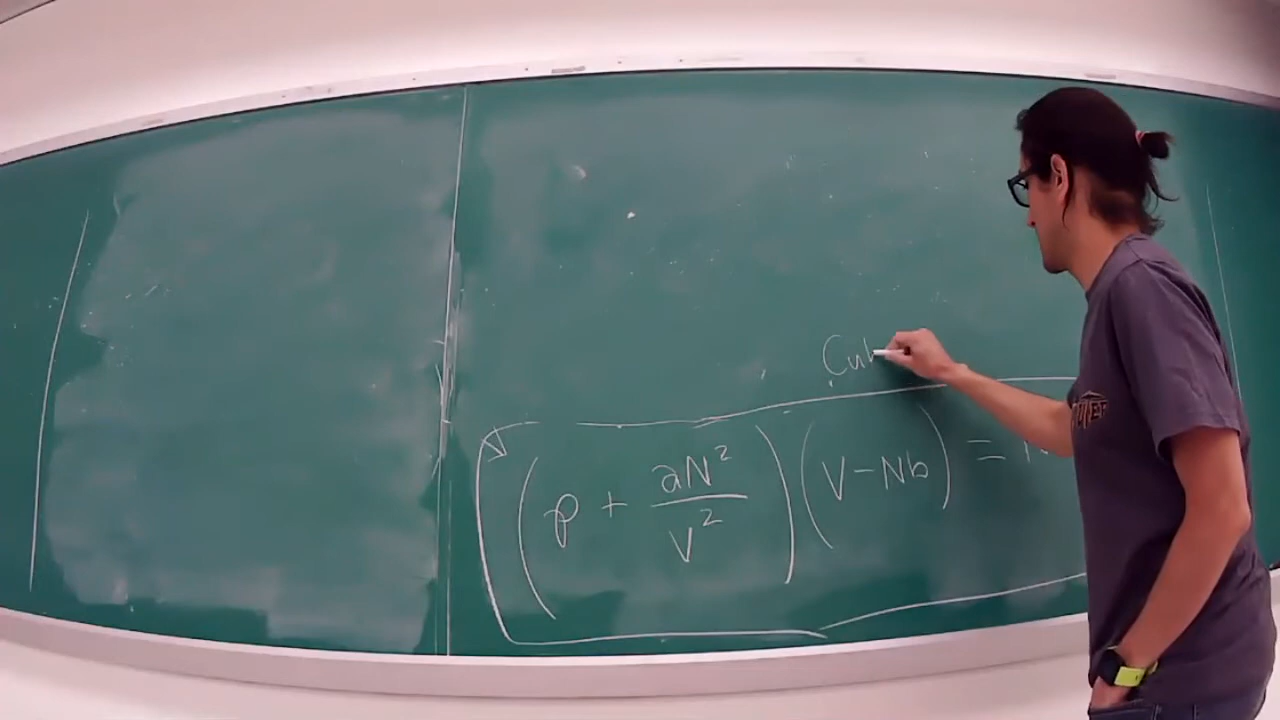 Cub
(p + aN²/V²)(V - Nb) =